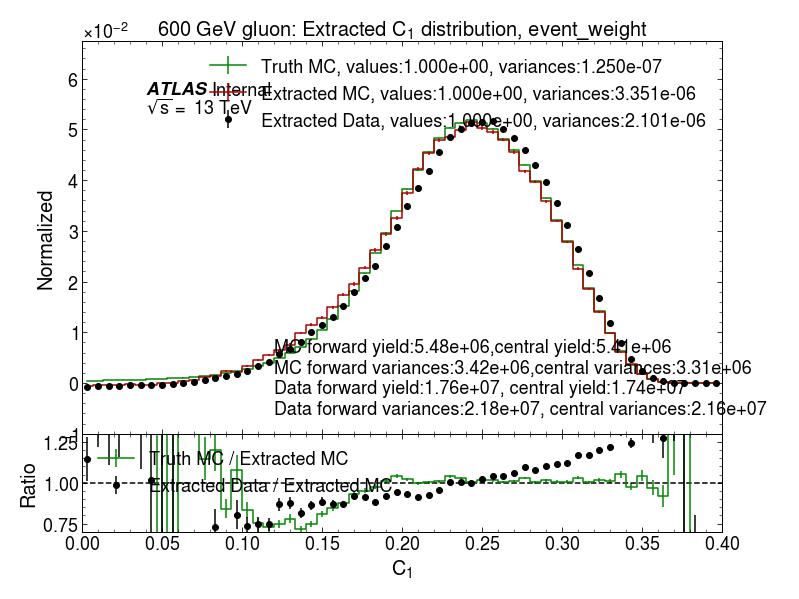 ×10⁻²
600 GeV gluon: Extracted C₁ distribution, event_weight
Truth MC, values:1.000e+00, variances:1.250e-07
ATLAS Internal
Extracted MC, values:1.000e+00, variances:3.351e-06
√s = 13 TeV
Extracted Data, values:1.000e+00, variances:2.101e-06
6
5
4
3
2
1
0
Normalized
MC forward yield:5.48e+06,central yield:5.41e+06
MC forward variances:3.42e+06,central variances:3.31e+06
Data forward yield:1.76e+07, central yield:1.74e+07
Data forward variances:2.18e+07, central variances:2.16e+07
1.25
1.00
0.75
Ratio
Truth MC / Extracted MC
Extracted Data / Extracted MC
0.00 0.05 0.10 0.15 0.20 0.25 0.30 0.35 0.40
C₁